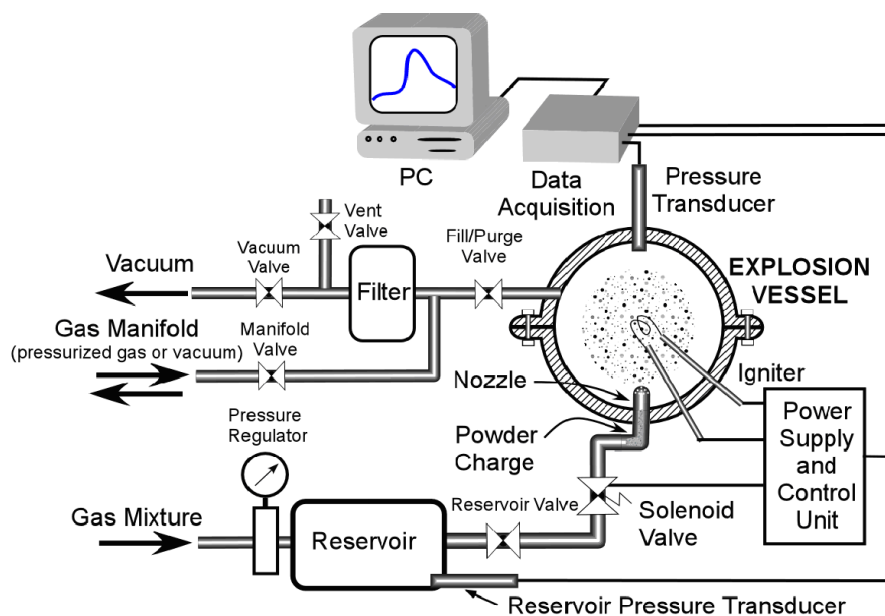 PC
Data
Acquisition
Pressure
Transducer
Vent
Valve
Vacuum
Valve
Fill/Purge
Valve
Vacuum
Filter
EXPLOSION
VESSEL
Gas Manifold
(pressurized gas or vacuum)
Manifold
Valve
Nozzle
Igniter
Powder
Charge
Power
Supply
and
Control
Unit
Pressure
Regulator
Gas Mixture
Reservoir
Reservoir Valve
Solenoid
Valve
Reservoir Pressure Transducer